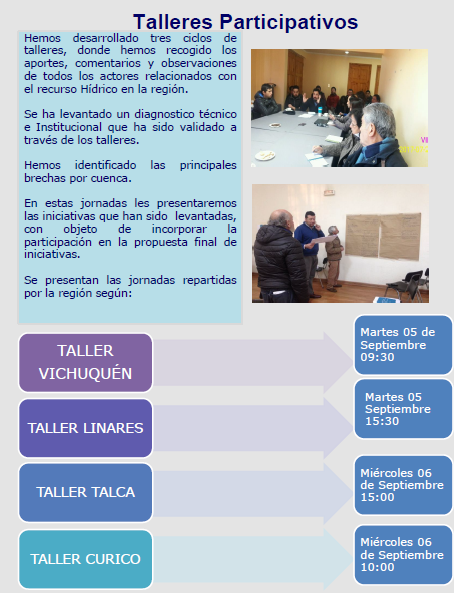 Talleres Participativos
Hemos desarrollado tres ciclos de
talleres, donde hemos recogido los
aportes, comentarios y observaciones
de todos los actores relacionados con
el recurso Hídrico en la región.
Se ha levantado un diagnostico técnico
e Institucional que ha sido validado a
través de los talleres.
Hemos identificado las principales
brechas por cuenca.
En estas jornadas les presentaremos
las iniciativas que han sido levantadas,
con objeto de incorporar la
participación en la propuesta final de
iniciativas.
Se presentan las jornadas repartidas
por la región según:
TALLER
VICHUQUÉN
Martes 05 de
Septiembre
09:30
TALLER LINARES
Martes 05
Septiembre
15:30
TALLER TALCA
Miércoles 06
de Septiembre
15:00
TALLER CURICO
Miércoles 06
de Septiembre
10:00